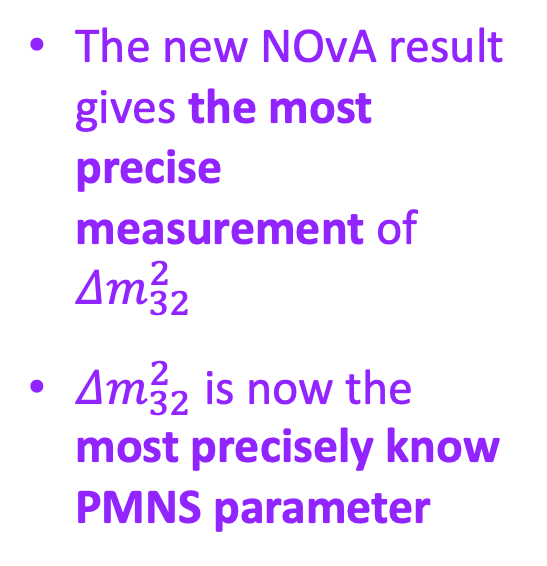 • The new NOvA result
gives the most
precise
measurement of
Δm²₃₂
• Δm²₃₂ is now the
most precisely know
PMNS parameter